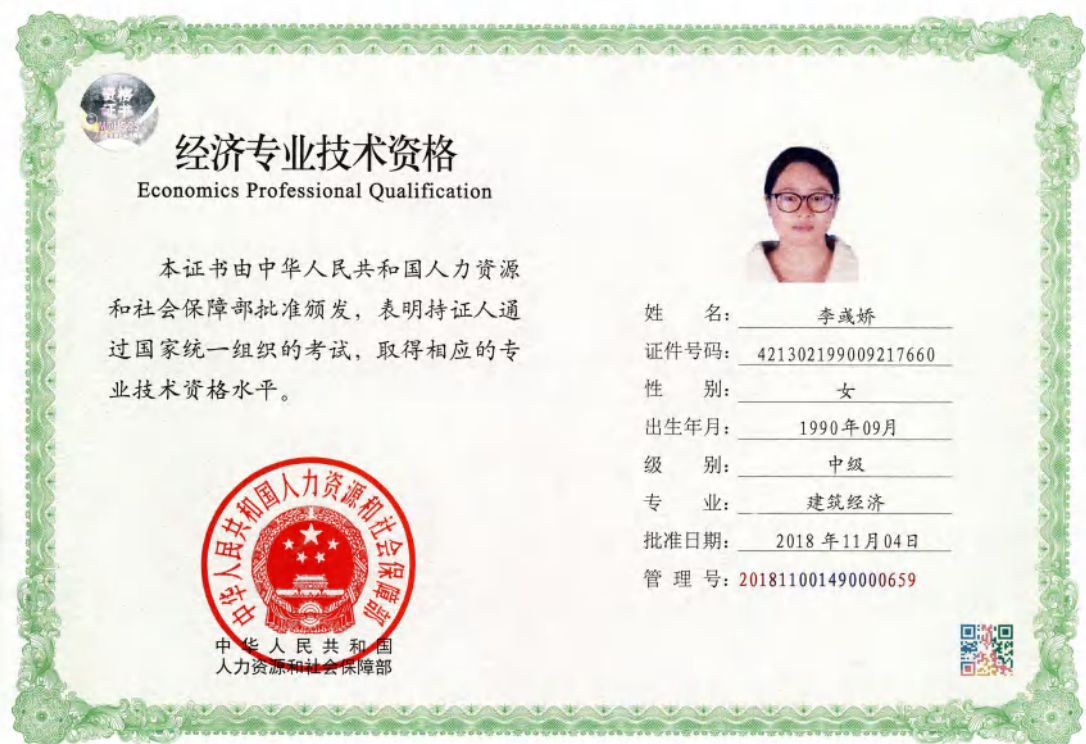 资格
证书
经济专业技术资格
Economics Professional Qualification
本证书由中华人民共和国人力资源
和社会保障部批准颁发，表明持证人通
过国家统一组织的考试，取得相应的专
业技术资格水平。
中华人民共和国人力资源和社会保障部
中华人民共和国
人力资源和社会保障部
姓 名：李彧娇
证件号码：421302199009217660
性 别：女
出生年月：1990年09月
级 别：中级
专 业：建筑经济
批准日期：2018年11月04日
管 理 号：201811001490000659